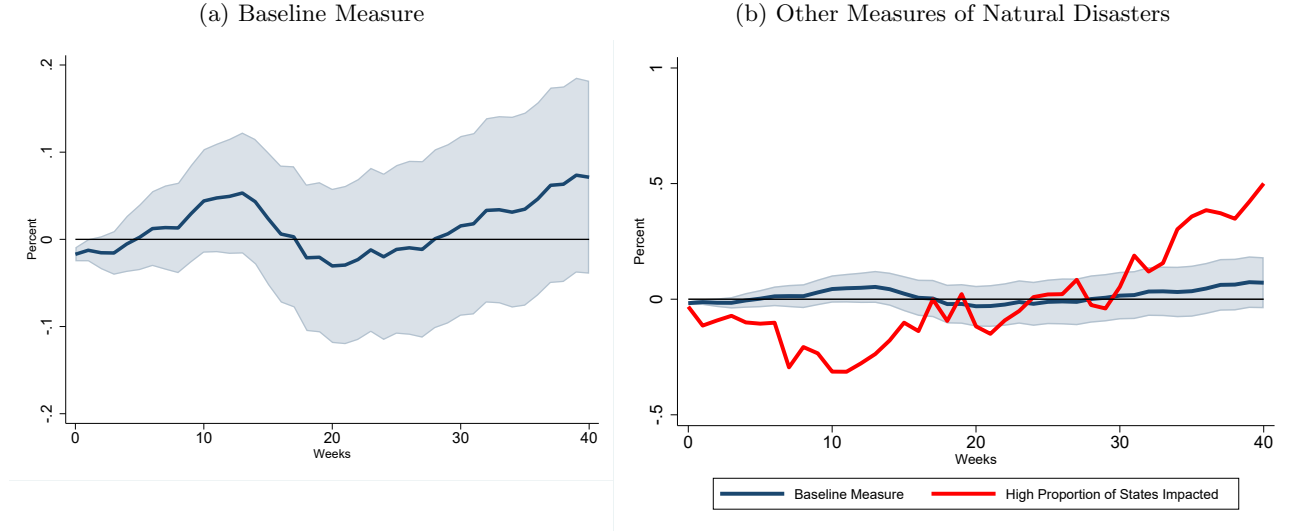 (a) Baseline Measure
.2
.1
0
-.1
-.2
Percent
0 10 20 30 40
Weeks
(b) Other Measures of Natural Disasters
1
.5
0
-.5
Percent
0 10 20 30 40
Weeks
Baseline Measure
High Proportion of States Impacted